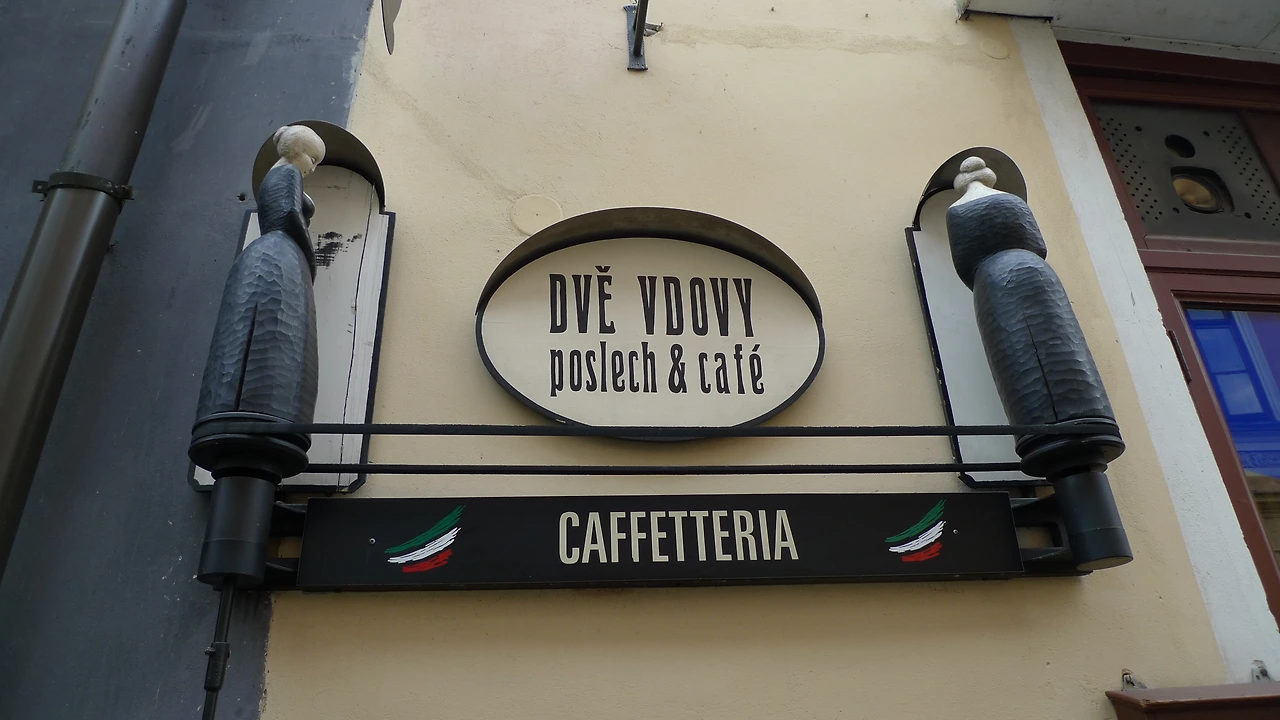 DVĚ VDOVY
poslech & café
CAFFETTERIA